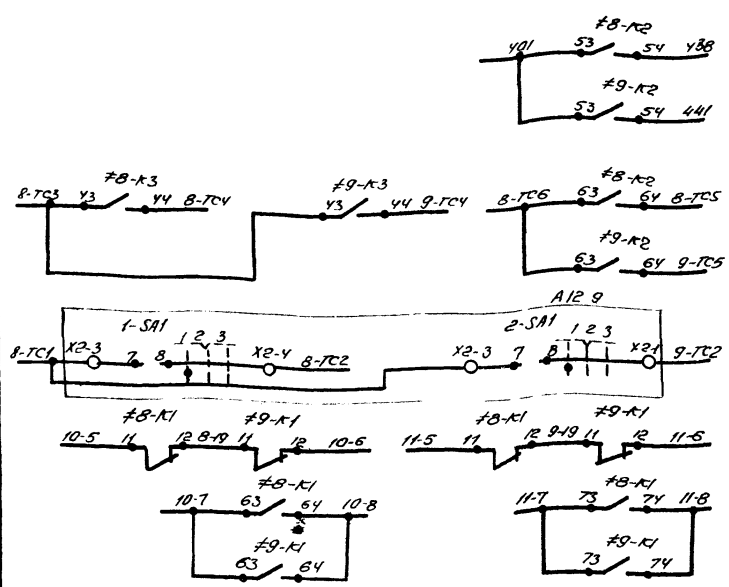 ≠8-K2
401 53 54 438
≠9-K2
53 54 441
≠8-K3 ≠9-K3 ≠8-K2
8-TC3 43 44 8-TC4 43 44 9-TC4 8-TC6 63 64 8-TC5
≠9-K2
63 64 9-TC5
A12 9
1-SA1 2-SA1
1 2 3 1 2 3
8-TC1 X2-3 7 8 X2-4 8-TC2 X2-3 7 8 X2-1 9-TC2
≠8-K1 ≠9-K1 ≠8-K1 ≠9-K1
10-5 11 12 8-19 11 12 10-6 11-5 11 12 9-19 11 12 11-6
≠8-K1 ≠8-K1
10-7 63 64 10-8 11-7 73 74 11-8
≠9-K1 ≠9-K1
63 64 73 74